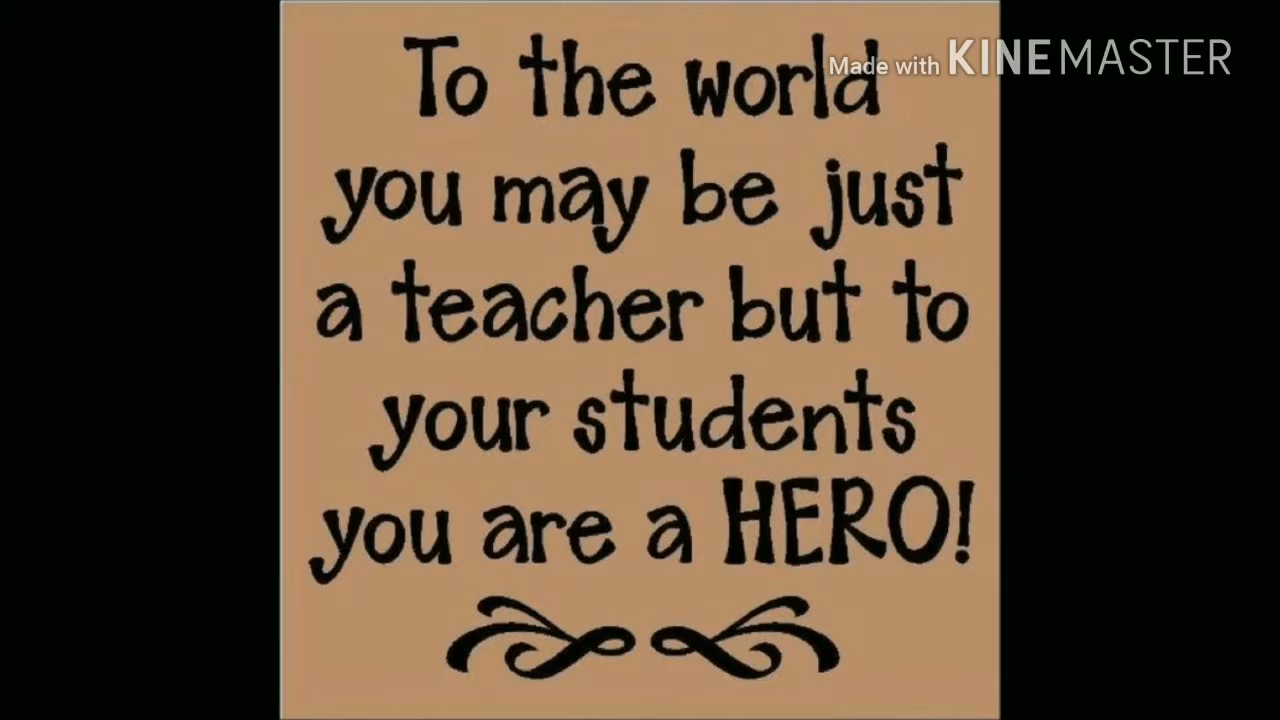 Made with KINEMASTER
To the world
you may be just
a teacher but to
your students
you are a HERO!